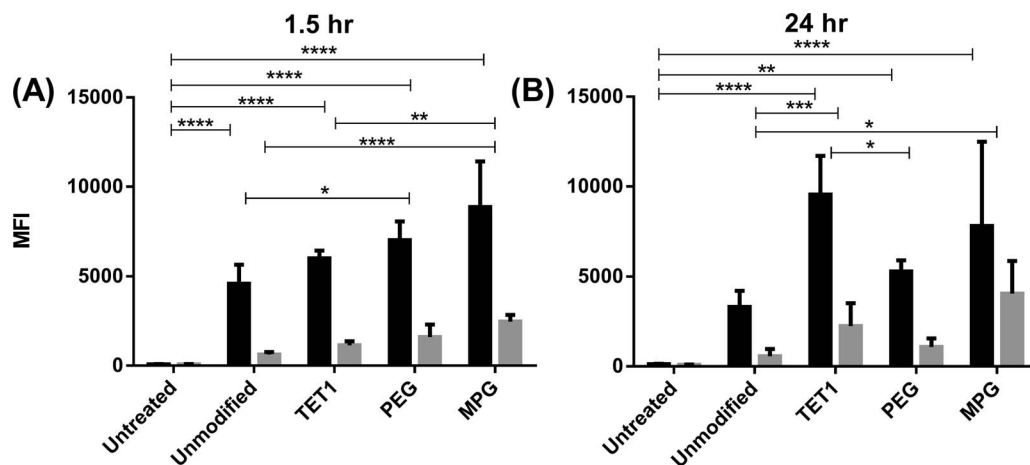 1.5 hr
24 hr
(A)
****
****
****
****
**
****
*
MFI
15000
10000
5000
0
Untreated
Unmodified
TET1
PEG
MPG
(B)
****
**
****
***
*
*
15000
10000
5000
0
Untreated
Unmodified
TET1
PEG
MPG